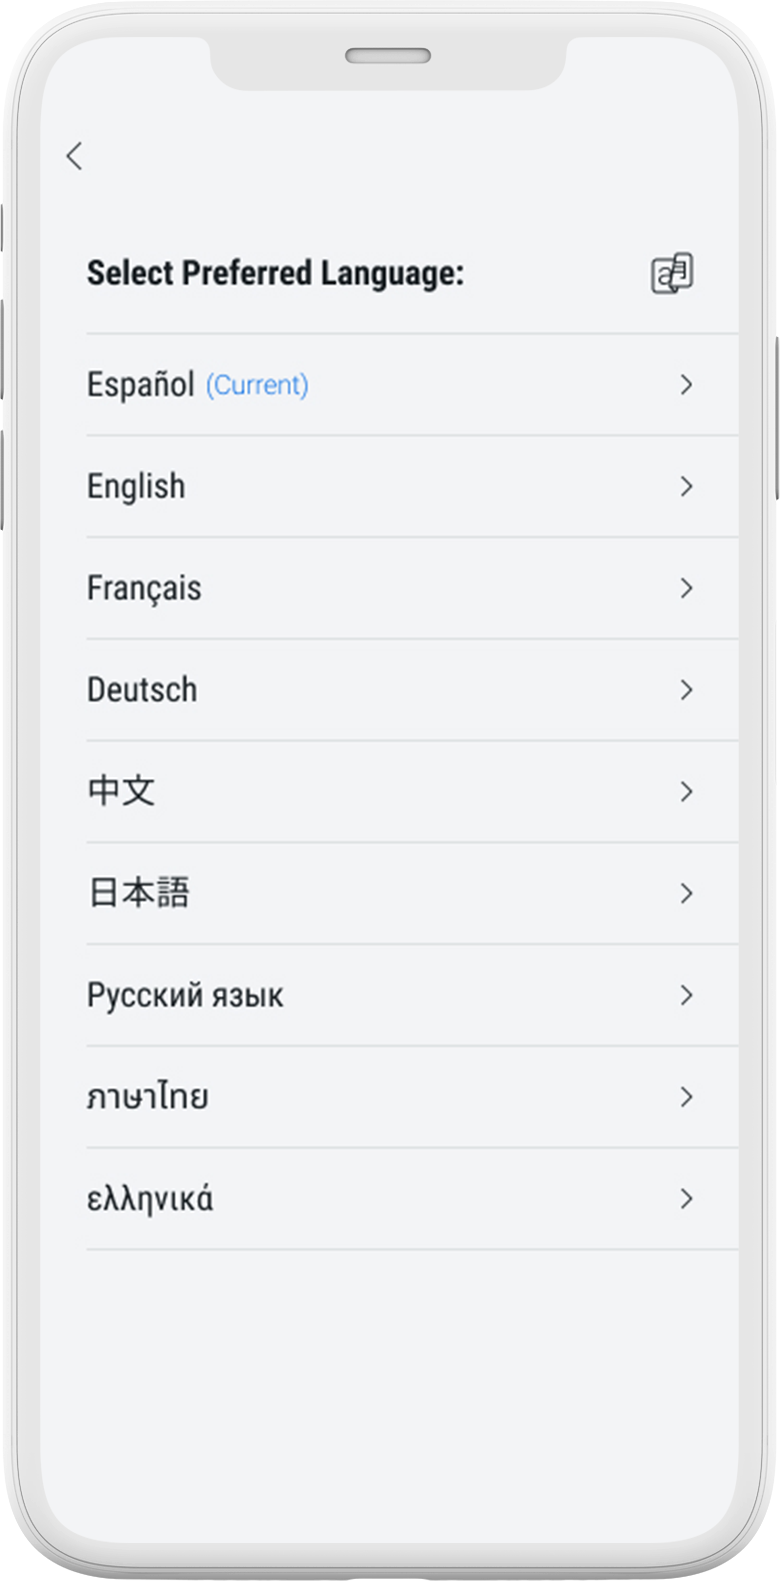 Select Preferred Language:
Español (Current)
English
Français
Deutsch
中文
日本語
Русский язык
ภาษาไทย
ελληνικά